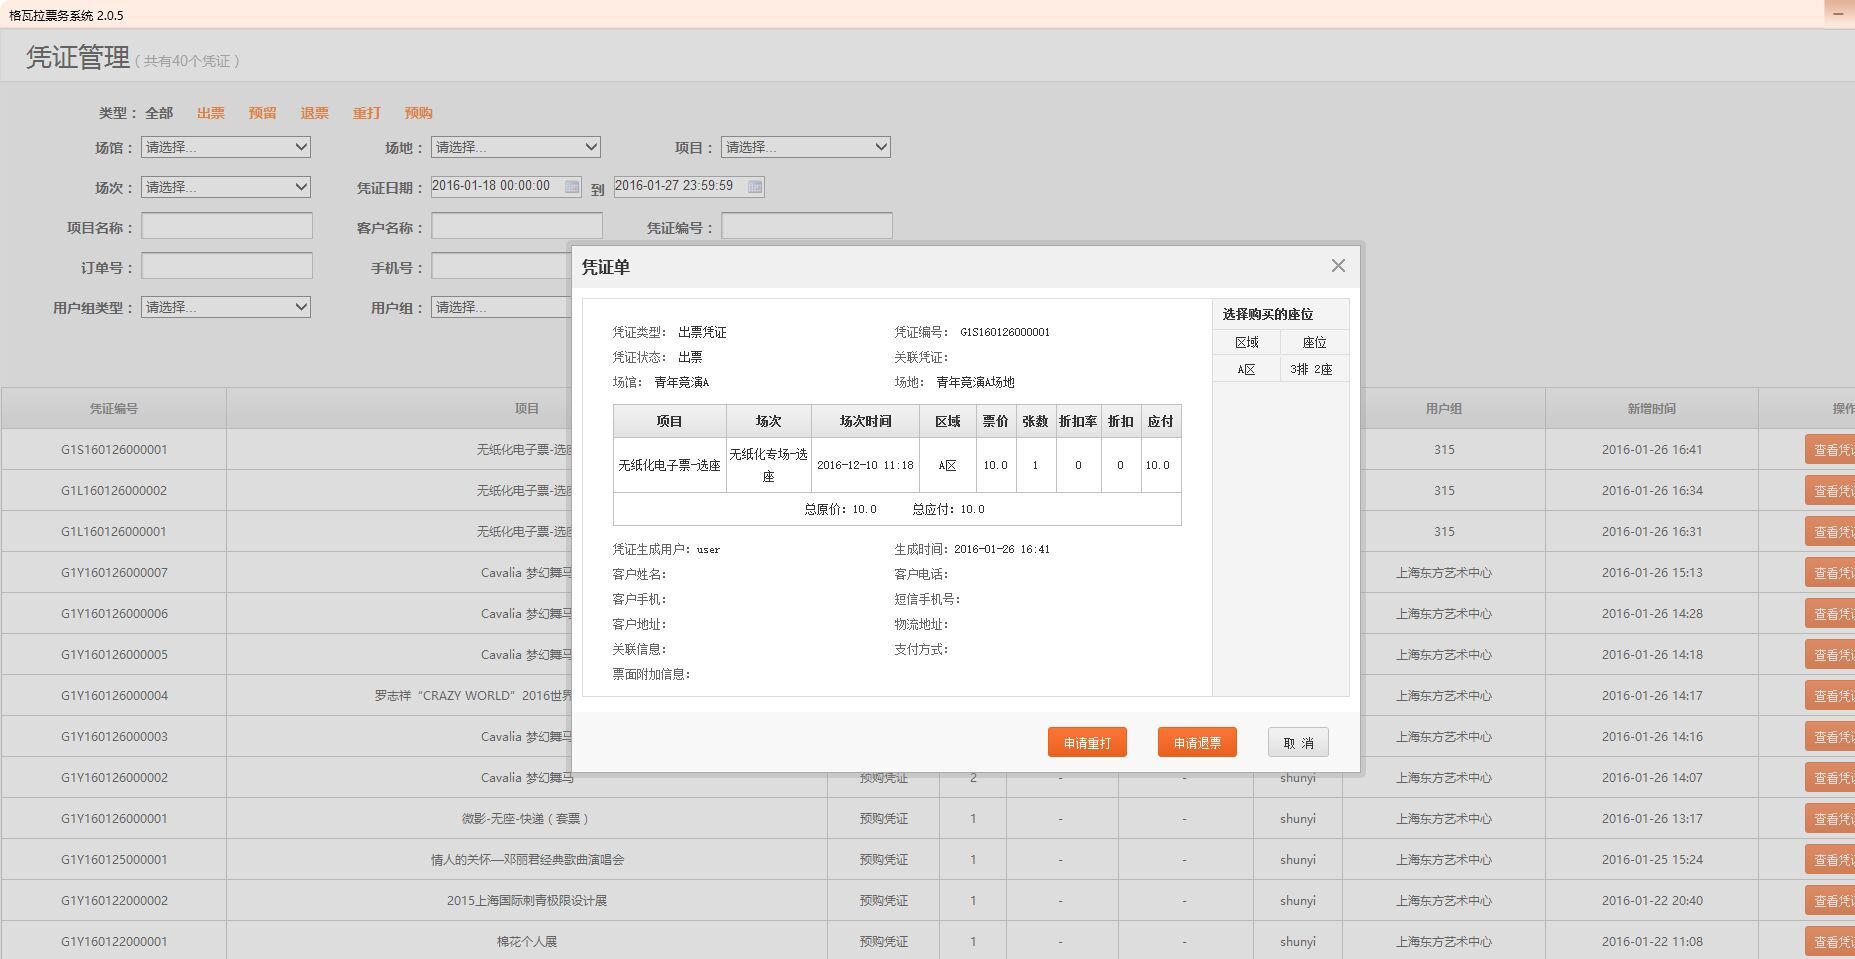 格瓦拉票务系统 2.0.5
凭证管理（共有40个凭证）
类型： 全部 出票 预留 退票 重打 预购
场馆： 请选择... 场地： 请选择... 项目： 请选择...
场次： 请选择... 凭证日期： 2016-01-18 00:00:00 到 2016-01-27 23:59:59
项目名称： 客户名称： 凭证编号：
订单号： 手机号：
用户组类型： 请选择... 用户组： 请选择...
凭证编号 项目 用户组 新增时间 操作
G1S160126000001 无纸化电子票-选座 315 2016-01-26 16:41 查看凭证
G1L160126000002 无纸化电子票-选座 315 2016-01-26 16:34 查看凭证
G1L160126000001 无纸化电子票-选座 315 2016-01-26 16:31 查看凭证
G1Y160126000007 Cavalia 梦幻舞马 上海东方艺术中心 2016-01-26 15:13 查看凭证
G1Y160126000006 Cavalia 梦幻舞马 上海东方艺术中心 2016-01-26 14:28 查看凭证
G1Y160126000005 Cavalia 梦幻舞马 上海东方艺术中心 2016-01-26 14:18 查看凭证
G1Y160126000004 罗志祥“CRAZY WORLD”2016世界 上海东方艺术中心 2016-01-26 14:17 查看凭证
G1Y160126000003 Cavalia 梦幻舞马 上海东方艺术中心 2016-01-26 14:16 查看凭证
G1Y160126000002 Cavalia 梦幻舞马 预购凭证 2 - - shunyi 上海东方艺术中心 2016-01-26 14:07 查看凭证
G1Y160126000001 微影-无座-快递（套票） 预购凭证 1 - - shunyi 上海东方艺术中心 2016-01-26 13:17 查看凭证
G1Y160125000001 情人的关怀—邓丽君经典歌曲演唱会 预购凭证 1 - - shunyi 上海东方艺术中心 2016-01-25 15:24 查看凭证
G1Y160122000002 2015上海国际刺青极限设计展 预购凭证 1 - - shunyi 上海东方艺术中心 2016-01-22 20:40 查看凭证
G1Y160122000001 棉花个人展 预购凭证 1 - - shunyi 上海东方艺术中心 2016-01-22 11:08 查看凭证
凭证单
凭证类型： 出票凭证 凭证编号： G1S160126000001
凭证状态： 出票 关联凭证：
场馆： 青年竞演A 场地： 青年竞演A场地
项目 场次 场次时间 区域 票价 张数 折扣率 折扣 应付
无纸化电子票-选座 无纸化专场-选 2016-12-10 11:18 A区 10.0 1 0 0 10.0
座
总原价：10.0 总应付：10.0
凭证生成用户：user 生成时间：2016-01-26 16:41
客户姓名： 客户电话：
客户手机： 短信手机号：
客户地址： 物流地址：
关联信息： 支付方式：
票面附加信息：
选择购买的座位
区域 座位
A区 3排 2座
申请重打 申请退票 取 消